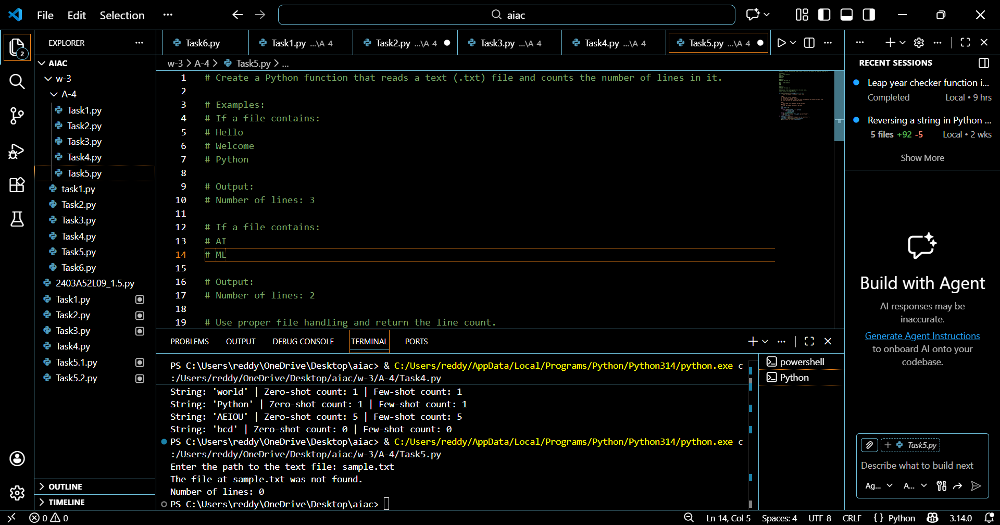 File Edit Selection ··· aiac
EXPLORER ···
Task6.py Task1.py ...\A-4 Task2.py ...\A-4 Task3.py ...\A-4 Task4.py ...\A-4 Task5.py ...\A-4
w-3 > A-4 > Task5.py > ...
AIAC
w-3
A-4
Task1.py
Task2.py
Task3.py
Task4.py
Task5.py
task1.py
Task2.py
Task3.py
Task4.py
Task5.py
Task6.py
2403A52L09_1.5.py
Task1.py
Task2.py
Task3.py
Task4.py
Task5.1.py
Task5.2.py
OUTLINE
TIMELINE
2
1 # Create a Python function that reads a text (.txt) file and counts the number of lines in it.
2
3 # Examples:
4 # If a file contains:
5 # Hello
6 # Welcome
7 # Python
8
9 # Output:
10 # Number of lines: 3
11
12 # If a file contains:
13 # AI
14 # ML
15
16 # Output:
17 # Number of lines: 2
18
19 # Use proper file handling and return the line count.
PROBLEMS OUTPUT DEBUG CONSOLE TERMINAL PORTS
PS C:\Users\reddy\OneDrive\Desktop\aiac> & C:/Users/reddy/AppData/Local/Programs/Python/Python314/python.exe c
:/Users/reddy/OneDrive/Desktop/aiac/w-3/A-4/Task4.py
String: 'world' | Zero-shot count: 1 | Few-shot count: 1
String: 'Python' | Zero-shot count: 1 | Few-shot count: 1
String: 'AEIOU' | Zero-shot count: 5 | Few-shot count: 5
String: 'bcd' | Zero-shot count: 0 | Few-shot count: 0
PS C:\Users\reddy\OneDrive\Desktop\aiac> & C:/Users/reddy/AppData/Local/Programs/Python/Python314/python.exe c
:/Users/reddy/OneDrive/Desktop/aiac/w-3/A-4/Task5.py
Enter the path to the text file: sample.txt
The file at sample.txt was not found.
Number of lines: 0
PS C:\Users\reddy\OneDrive\Desktop\aiac>
powershell
Python
RECENT SESSIONS
Leap year checker function i...
Completed Local • 9 hrs
Reversing a string in Python ...
5 files +92 -5 Local • 2 wks
Show More
Build with Agent
AI responses may be
inaccurate.
Generate Agent Instructions
to onboard AI onto your
codebase.
Task5.py
Describe what to build next
Ag... A...
0 0 Ln 14, Col 5 Spaces: 4 UTF-8 CRLF {} Python 3.14.0